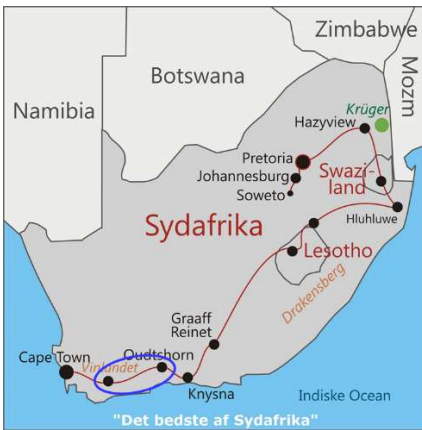 Zimbabwe
Botswana
Mozm
Namibia
Krüger
Hazyview
Pretoria
Johannesburg
Swazi-
land
Soweto
Hluhluwe
Sydafrika
Lesotho
Drakensberg
Graaff
Reinet
Oudtshorn
Cape Town
Vinlandet
Knysna
Indiske Ocean
"Det bedste af Sydafrika"